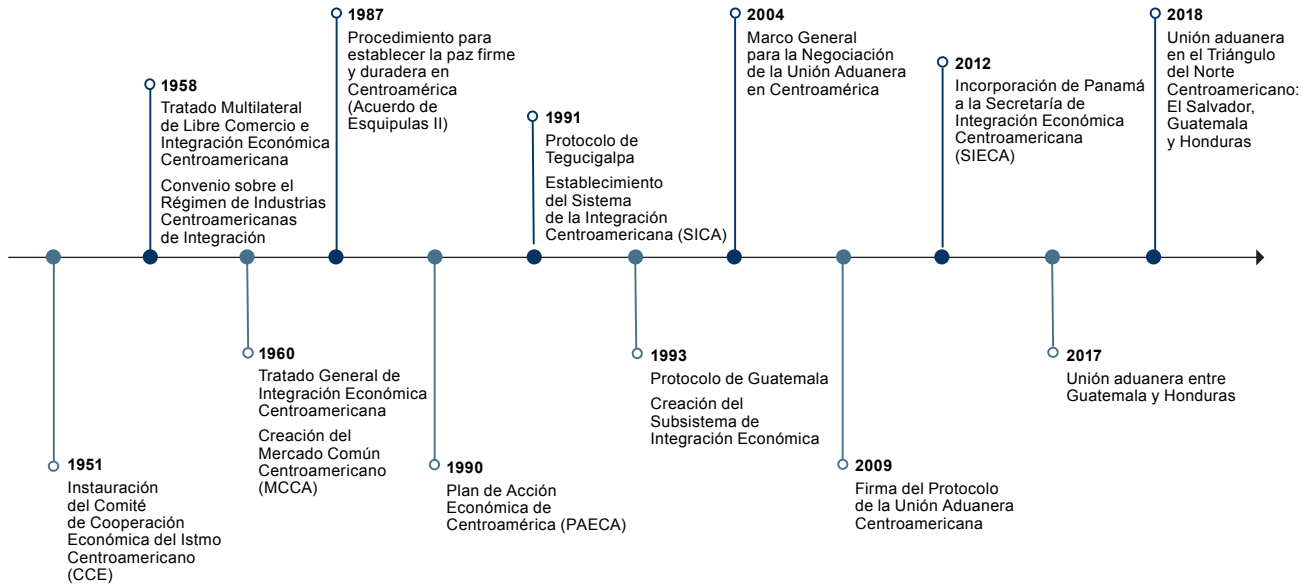 1951
Instauración
del Comité
de Cooperación
Económica del Istmo
Centroamericano
(CCE)
1958
Tratado Multilateral
de Libre Comercio e
Integración Económica
Centroamericana
Convenio sobre el
Régimen de Industrias
Centroamericanas
de Integración
1960
Tratado General de
Integración Económica
Centroamericana
Creación del
Mercado Común
Centroamericano
(MCCA)
1987
Procedimiento para
establecer la paz firme
y duradera en
Centroamérica
(Acuerdo de
Esquipulas II)
1990
Plan de Acción
Económica de
Centroamérica (PAECA)
1991
Protocolo de
Tegucigalpa
Establecimiento
del Sistema
de la Integración
Centroamericana (SICA)
1993
Protocolo de Guatemala
Creación del
Subsistema de
Integración Económica
2004
Marco General
para la Negociación
de la Unión Aduanera
en Centroamérica
2009
Firma del Protocolo
de la Unión Aduanera
Centroamericana
2012
Incorporación de Panamá
a la Secretaría de
Integración Económica
Centroamericana
(SIECA)
2017
Unión aduanera entre
Guatemala y Honduras
2018
Unión aduanera
en el Triángulo
del Norte
Centroamericano:
El Salvador,
Guatemala
y Honduras